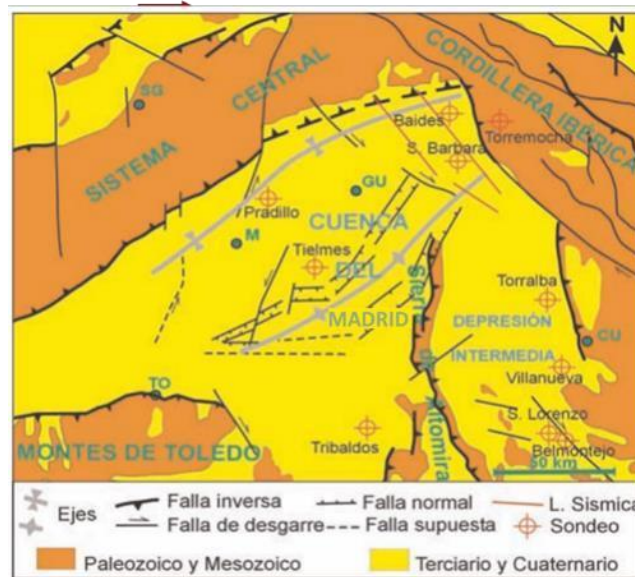 N
CORDILLERA IBERICA
SG
CENTRAL
SISTEMA
Baides
Torremocha
S. Barbara
GU
Pradillo
CUENCA
M
Tielmes
DEL
MADRID
Sierra de Altomira
Torralba
DEPRESIÓN
CU
INTERMEDIA
Villanueva
TO
S. Lorenzo
MONTES DE TOLEDO
Tribaldos
Belmontejo
50 km
Ejes
Falla inversa
Falla normal
L. Sismica
Falla de desgarre
Falla supuesta
Sondeo
Paleozoico y Mesozoico
Terciario y Cuaternario